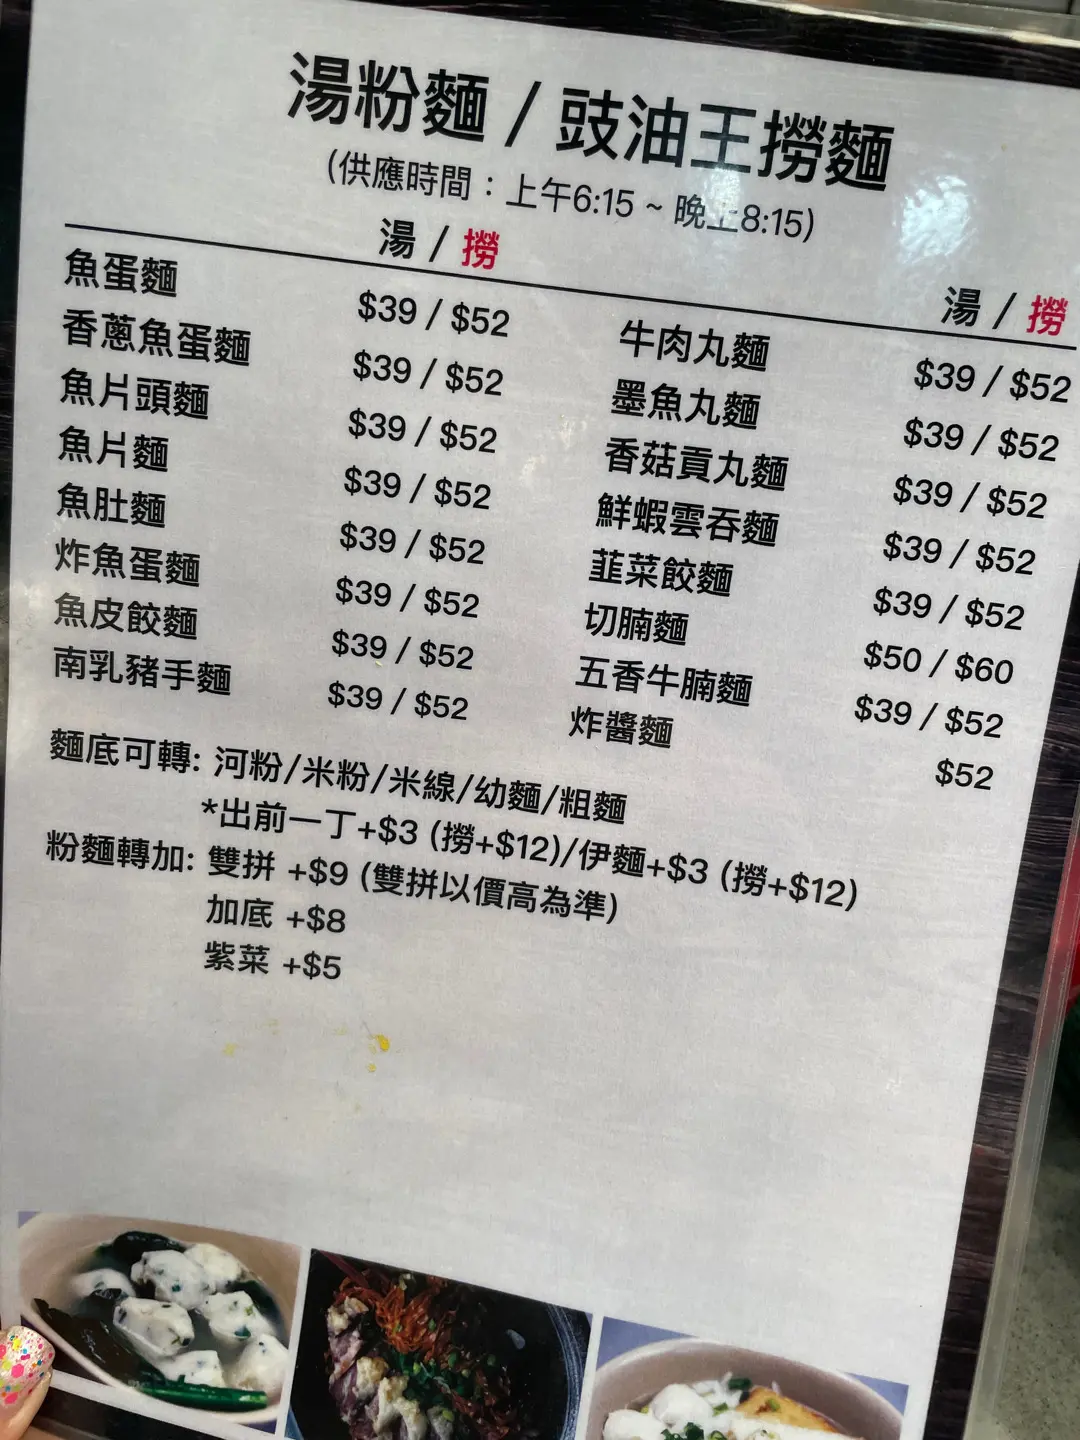 湯粉麵 / 豉油王撈麵
(供應時間：上午6:15 ~ 晚上8:15)
湯 / 撈
魚蛋麵 $39 / $52
香蔥魚蛋麵 $39 / $52
魚片頭麵 $39 / $52
魚片麵 $39 / $52
魚肚麵 $39 / $52
炸魚蛋麵 $39 / $52
魚皮餃麵 $39 / $52
南乳豬手麵 $39 / $52
湯 / 撈
牛肉丸麵 $39 / $52
墨魚丸麵 $39 / $52
香菇貢丸麵 $39 / $52
鮮蝦雲吞麵 $39 / $52
韮菜餃麵 $39 / $52
切腩麵 $50 / $60
五香牛腩麵 $39 / $52
炸醬麵 $52
麵底可轉: 河粉/米粉/米線/幼麵/粗麵
*出前一丁+$3 (撈+$12)/伊麵+$3 (撈+$12)
粉麵轉加: 雙拼 +$9 (雙拼以價高為準)
加底 +$8
紫菜 +$5